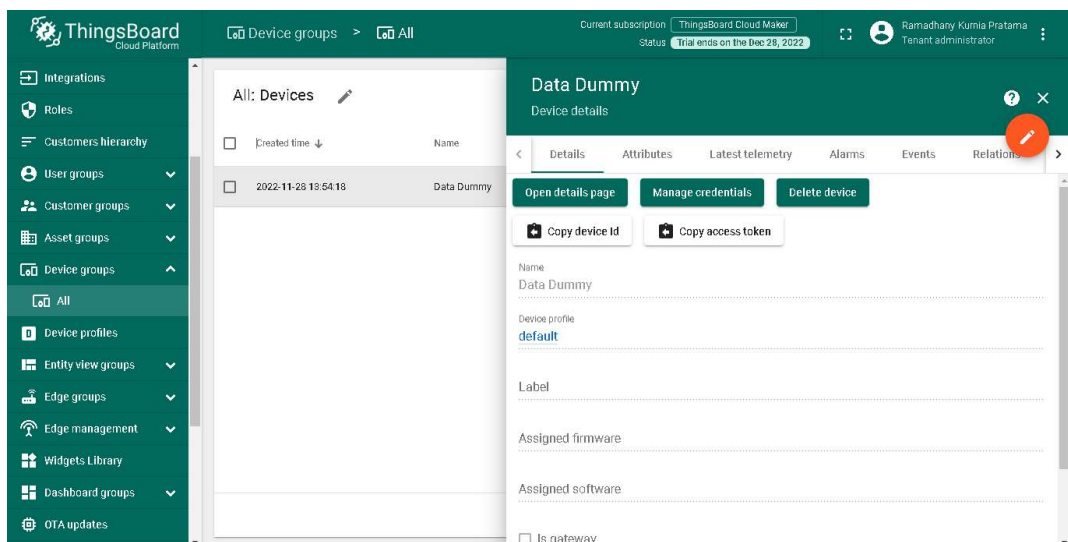 ThingsBoard
Cloud Platform
Device groups > All
Current subscription ThingsBoard Cloud Maker
Status Trial ends on the Dec 28, 2022
Ramadhany Kurnia Pratama
Tenant administrator
Integrations
Roles
Customers hierarchy
User groups
Customer groups
Asset groups
Device groups
All
Device profiles
Entity view groups
Edge groups
Edge management
Widgets Library
Dashboard groups
OTA updates
All: Devices
Created time Name
2022-11-28 13:54:18 Data Dummy
Data Dummy
Device details
Details Attributes Latest telemetry Alarms Events Relations
Open details page Manage credentials Delete device
Copy device Id Copy access token
Name
Data Dummy
Device profile
default
Label
Assigned firmware
Assigned software
Is gateway